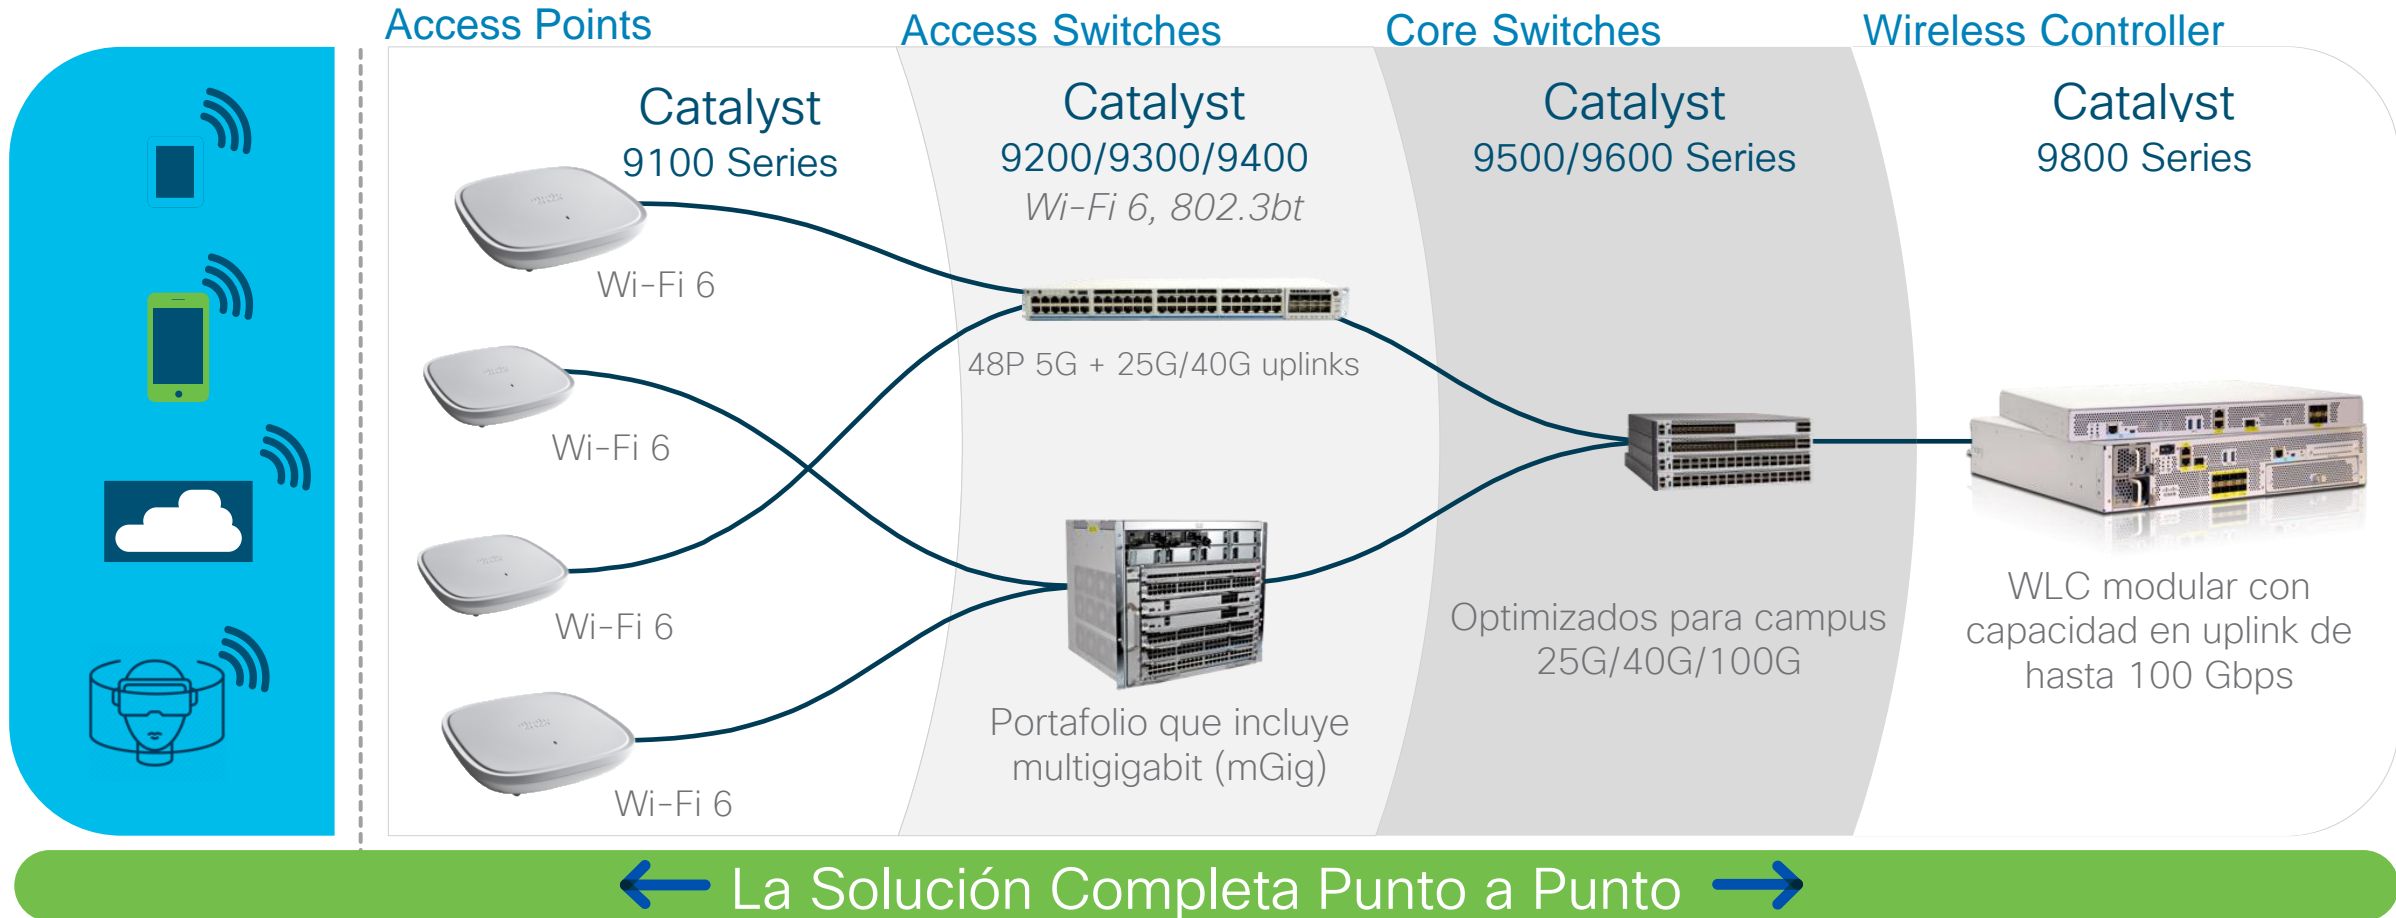 Access Points
Access Switches
Core Switches
Wireless Controller
Catalyst
9100 Series
Wi-Fi 6
Wi-Fi 6
Wi-Fi 6
Wi-Fi 6
Catalyst
9200/9300/9400
Wi-Fi 6, 802.3bt
48P 5G + 25G/40G uplinks
Portafolio que incluye
multigigabit (mGig)
Catalyst
9500/9600 Series
Optimizados para campus
25G/40G/100G
Catalyst
9800 Series
WLC modular con
capacidad en uplink de
hasta 100 Gbps
La Solución Completa Punto a Punto